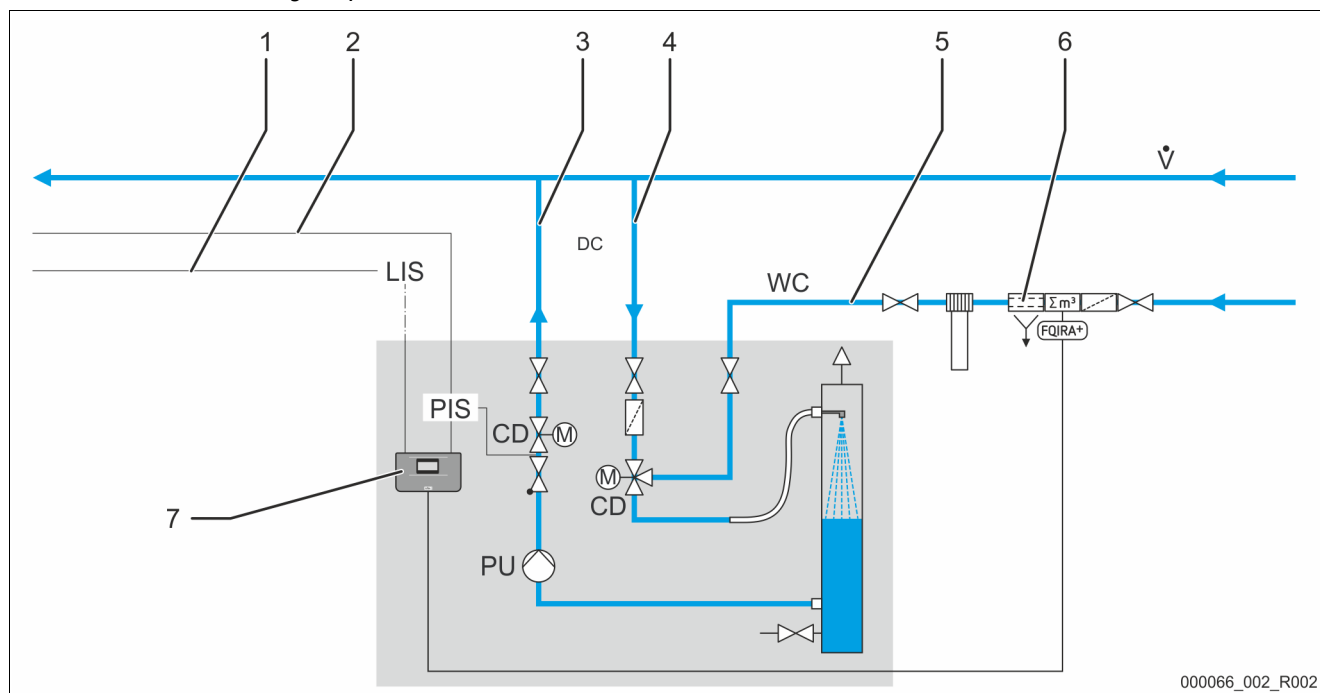 1 2 3 4 5 6
V̇
DC
LIS
WC
Σm³
FQIRA⁺
PIS
CD M
M
CD
7
PU
000066_002_R002